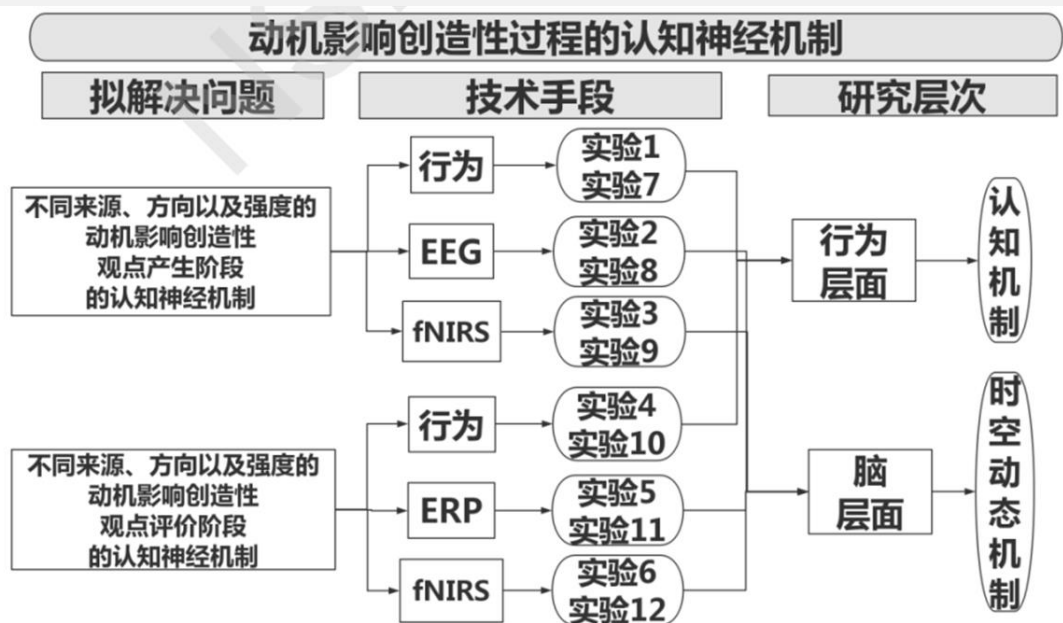 动机影响创造性过程的认知神经机制
拟解决问题
技术手段
研究层次
不同来源、方向以及强度的
动机影响创造性
观点产生阶段
的认知神经机制
行为
实验1
实验7
EEG
实验2
实验8
fNIRS
实验3
实验9
不同来源、方向以及强度的
动机影响创造性
观点评价阶段
的认知神经机制
行为
实验4
实验10
ERP
实验5
实验11
fNIRS
实验6
实验12
行为
层面
认知机制
脑
层面
时空动态机制